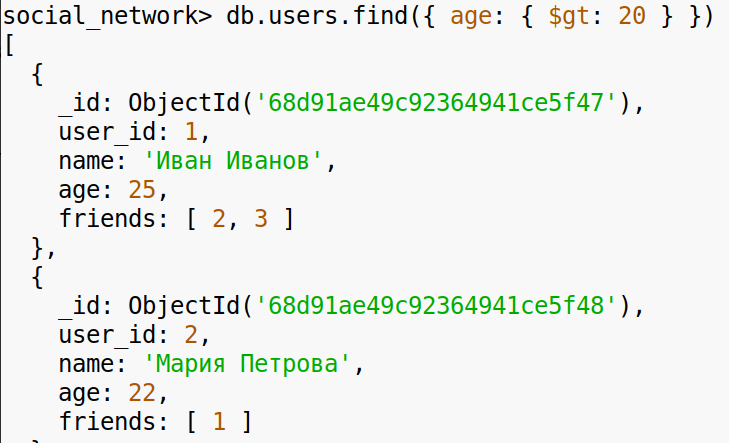 social_network> db.users.find({ age: { $gt: 20 } })
[
  {
    _id: ObjectId('68d91ae49c92364941ce5f47'),
    user_id: 1,
    name: 'Иван Иванов',
    age: 25,
    friends: [ 2, 3 ]
  },
  {
    _id: ObjectId('68d91ae49c92364941ce5f48'),
    user_id: 2,
    name: 'Мария Петрова',
    age: 22,
    friends: [ 1 ]